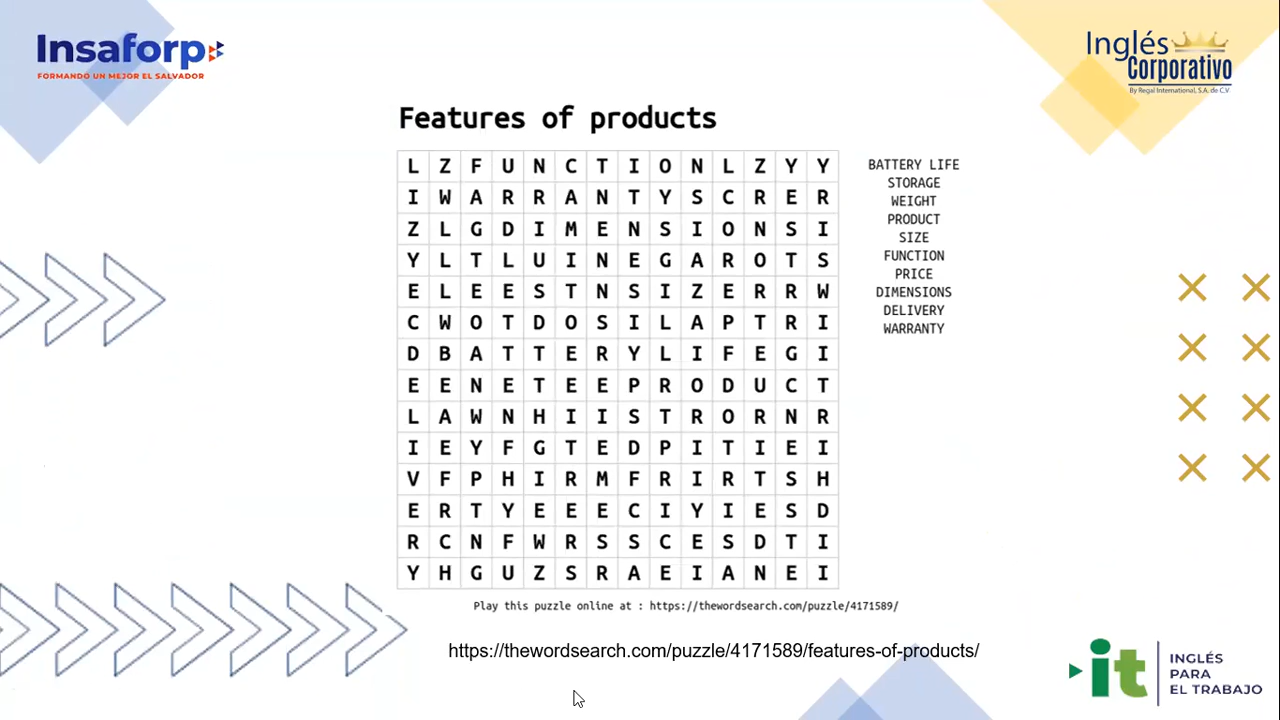 Insaforp
FORMANDO UN MEJOR EL SALVADOR
Inglés
Corporativo
By Regal International, S.A. de C.V
Features of products
L Z F U N C T I O N L Z Y Y
I W A R R A N T Y S C R E R
Z L G D I M E N S I O N S I
Y L T L U I N E G A R O T S
E L E E S T N S I Z E R R W
C W O T D O S I L A P T R I
D B A T T E R Y L I F E G I
E E N E T E E P R O D U C T
L A W N H I I S T R O R N R
I E Y F G T E D P I T I E I
V F P H I R M F R I R T S H
E R T Y E E E C I Y I E S D
R C N F W R S S C E S D T I
Y H G U Z S R A E I A N E I
BATTERY LIFE
STORAGE
WEIGHT
PRODUCT
SIZE
FUNCTION
PRICE
DIMENSIONS
DELIVERY
WARRANTY
Play this puzzle online at : https://thewordsearch.com/puzzle/4171589/
https://thewordsearch.com/puzzle/4171589/features-of-products/
it
INGLÉS
PARA
EL TRABAJO